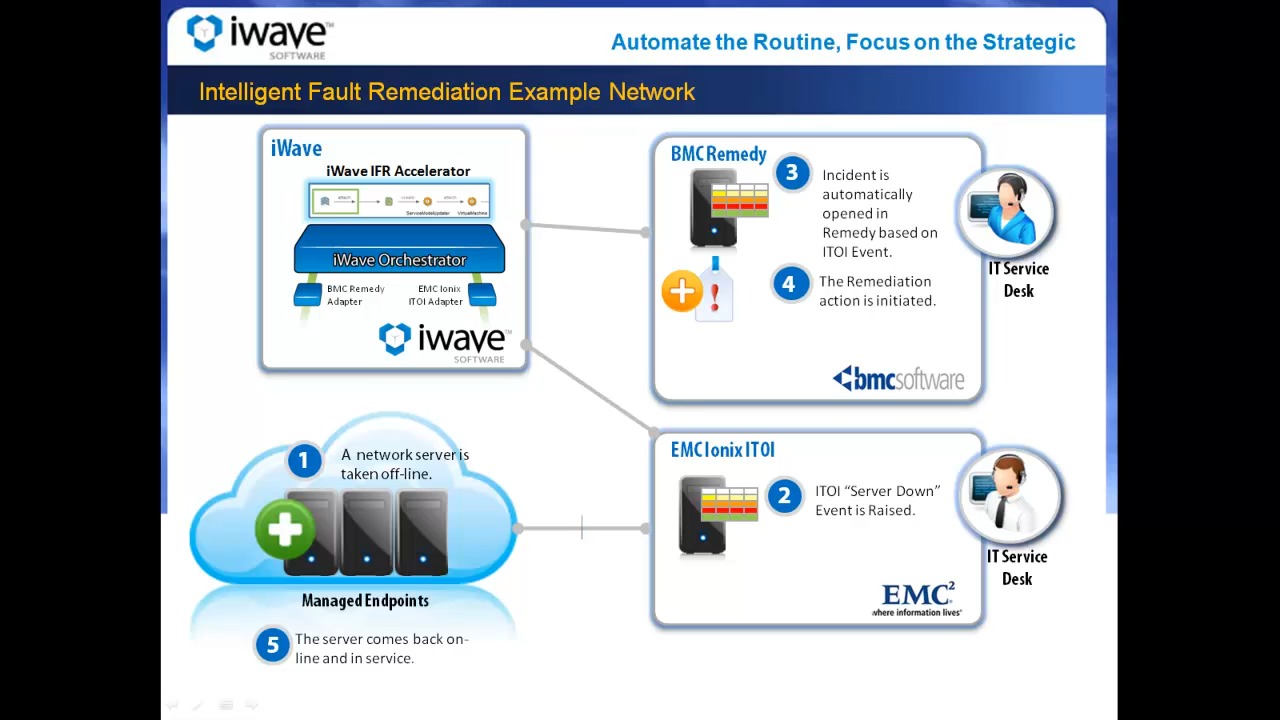 iwave™
SOFTWARE
Automate the Routine, Focus on the Strategic
Intelligent Fault Remediation Example Network
iWave
iWave IFR Accelerator
ServiceModelUpdater
VirtualMachine
iWave Orchestrator
BMC Remedy
Adapter
EMC Ionix
ITOI Adapter
iwave™
SOFTWARE
BMC Remedy
3
Incident is
automatically
opened in
Remedy based on
ITOI Event.
4
The Remediation
action is initiated.
bmcsoftware
IT Service
Desk
1
A network server is
taken off-line.
Managed Endpoints
5
The server comes back on-
line and in service.
EMC Ionix ITOI
2
ITOI “Server Down”
Event is Raised.
EMC²
where information lives®
IT Service
Desk